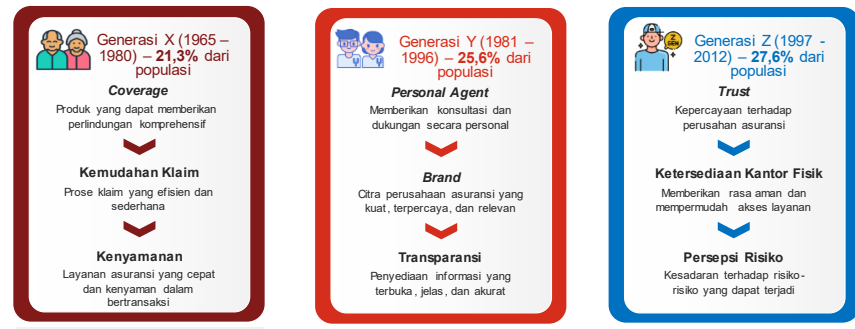 Generasi X (1965 –
1980) – 21,3% dari
populasi
Coverage
Produk yang dapat memberikan
perlindungan komprehensif
Kemudahan Klaim
Prose klaim yang efisien dan
sederhana
Kenyamanan
Layanan asuransi yang cepat
dan kenyaman dalam
bertransaksi
Generasi Y (1981 –
1996) – 25,6% dari
populasi
Personal Agent
Memberikan konsultasi dan
dukungan secara personal
Brand
Citra perusahaan asuransi yang
kuat, terpercaya, dan relevan
Transparansi
Penyediaan informasi yang
terbuka, jelas, dan akurat
Z
GEN
Generasi Z (1997 -
2012) – 27,6% dari
populasi
Trust
Kepercayaan terhadap
perusahan asuransi
Ketersediaan Kantor Fisik
Memberikan rasa aman dan
mempermudah akses layanan
Persepsi Risiko
Kesadaran terhadap risiko-
risiko yang dapat terjadi